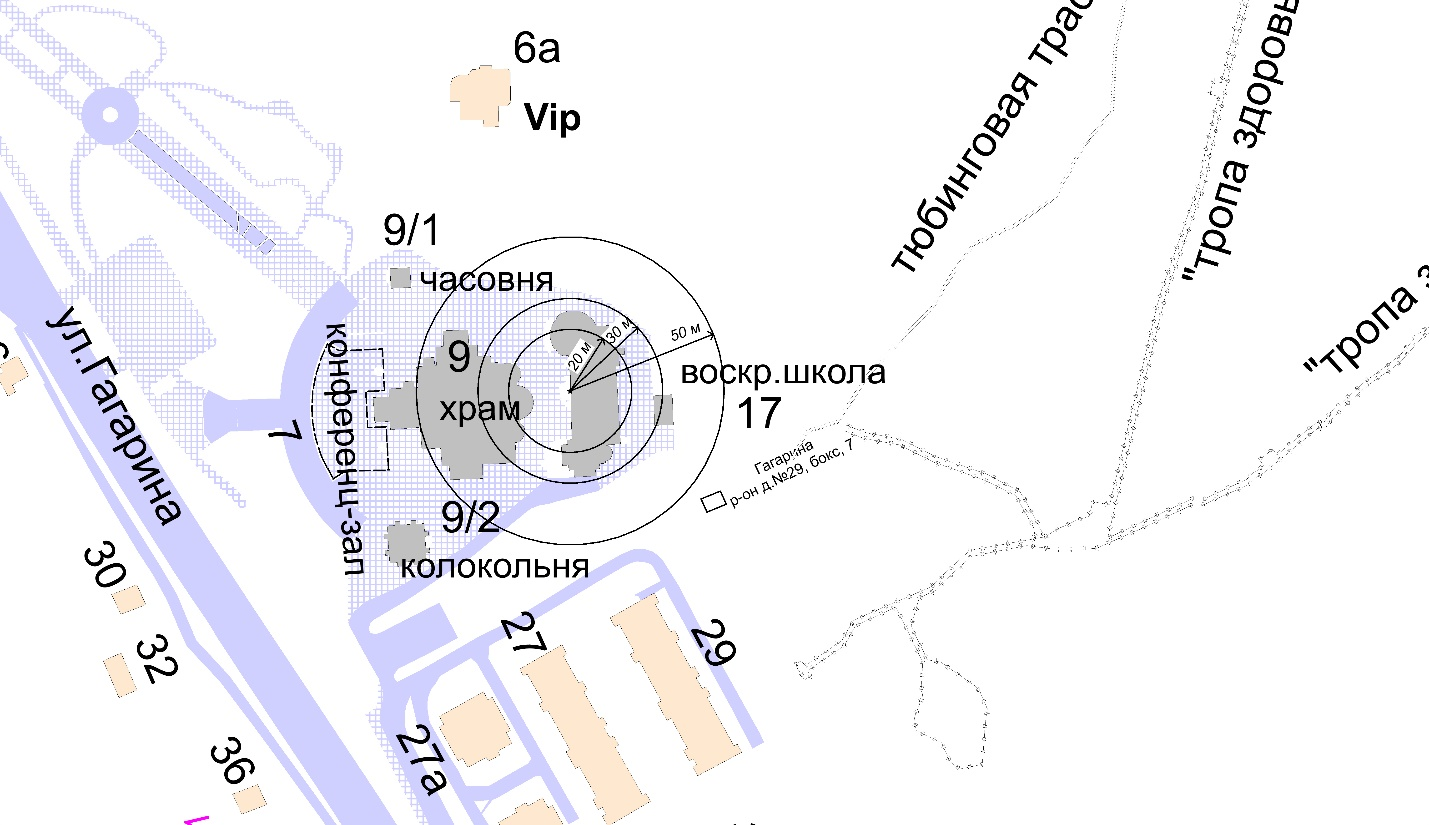 6а
Vip
тюбинговая трас
"тропа здоровь
"тропа з
9/1
часовня
ул.Гагарина
конференц-зал
7
9
храм
20 м
30 м
50 м
воскр.школа
17
Гагарина
р-он д.№29, бокс, 7
9/2
колокольня
30
32
36
27
29
27а